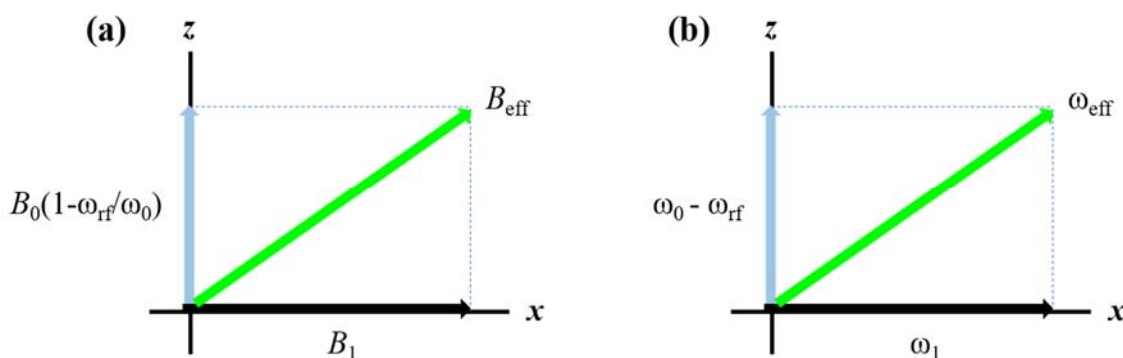 (a)
z
B_eff
B_0(1-ω_rf/ω_0)
x
B_1
(b)
z
ω_eff
ω_0 - ω_rf
x
ω_1